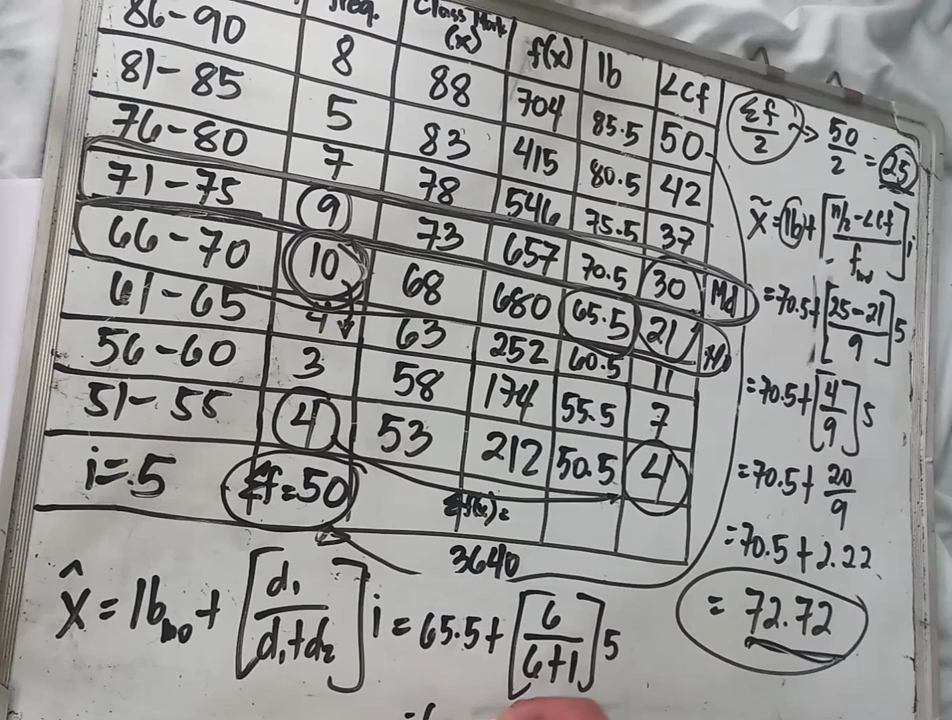 freq. Class Mark
(x) f(x) lb <Cf
86-90 8 88 704 85.5 50
81-85 5 83 415 80.5 42
76-80 7 78 546 75.5 37
71-75 9 73 657 70.5 30 Md
66-70 10 68 680 65.5 21 Mo
61-65 4 63 252 60.5 11
56-60 3 58 174 55.5 7
51-55 4 53 212 50.5 4
i=5 Σf=50 Σf(x)=
3640
Σf/2 => 50/2 = 25
x̃ = lb + [n/2-<Cf / fmd] i
= 70.5+[25-21/9]5
= 70.5+[4/9]5
= 70.5+20/9
= 70.5+2.22
= 72.72
x̂ = lbmo + [d1/d1+d2] i = 65.5+[6/6+1]5